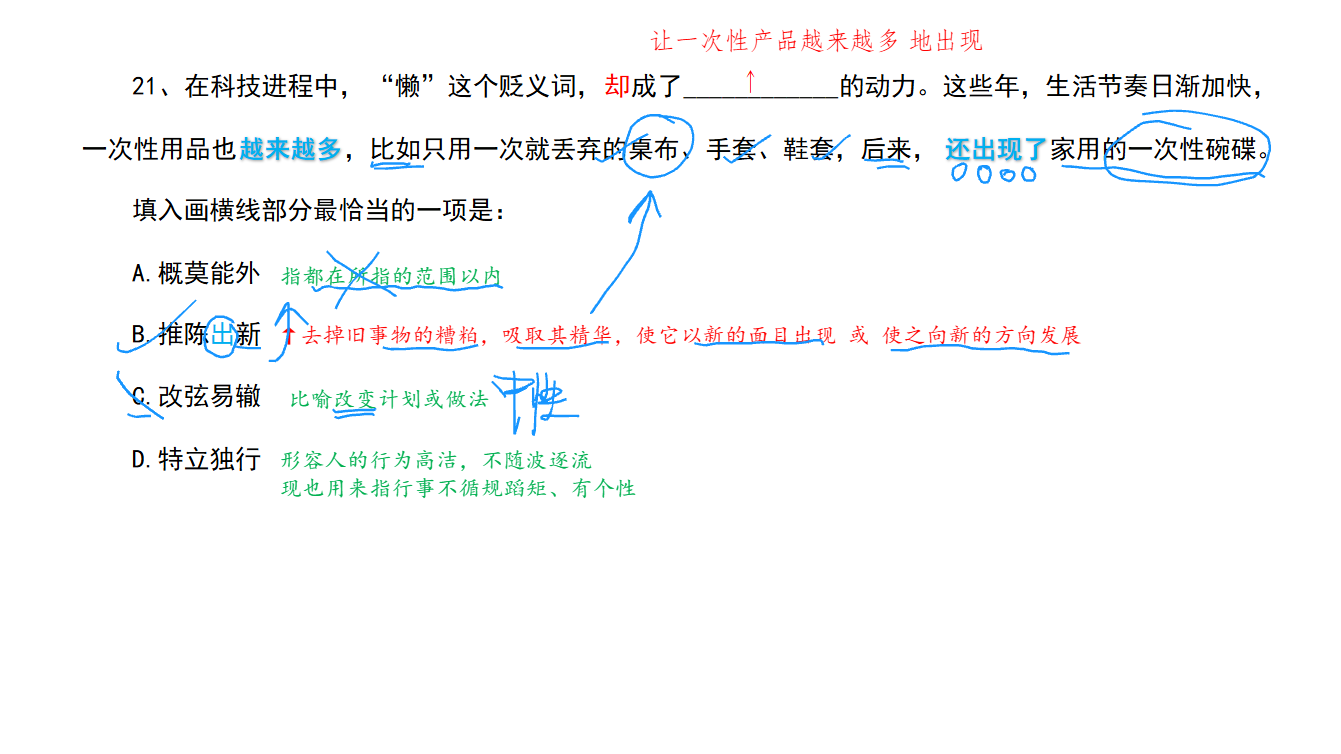 让一次性产品越来越多 地出现
21、在科技进程中，“懒”这个贬义词，却成了____________的动力。这些年，生活节奏日渐加快，
一次性用品也越来越多，比如只用一次就丢弃的桌布、手套、鞋套，后来， 还出现了家用的一次性碗碟。
填入画横线部分最恰当的一项是：
A.概莫能外 指都在所指的范围以内
B.推陈出新 ↑去掉旧事物的糟粕，吸取其精华，使它以新的面目出现 或 使之向新的方向发展
C.改弦易辙 比喻改变计划或做法
D.特立独行 形容人的行为高洁，不随波逐流
现也用来指行事不循规蹈矩、有个性